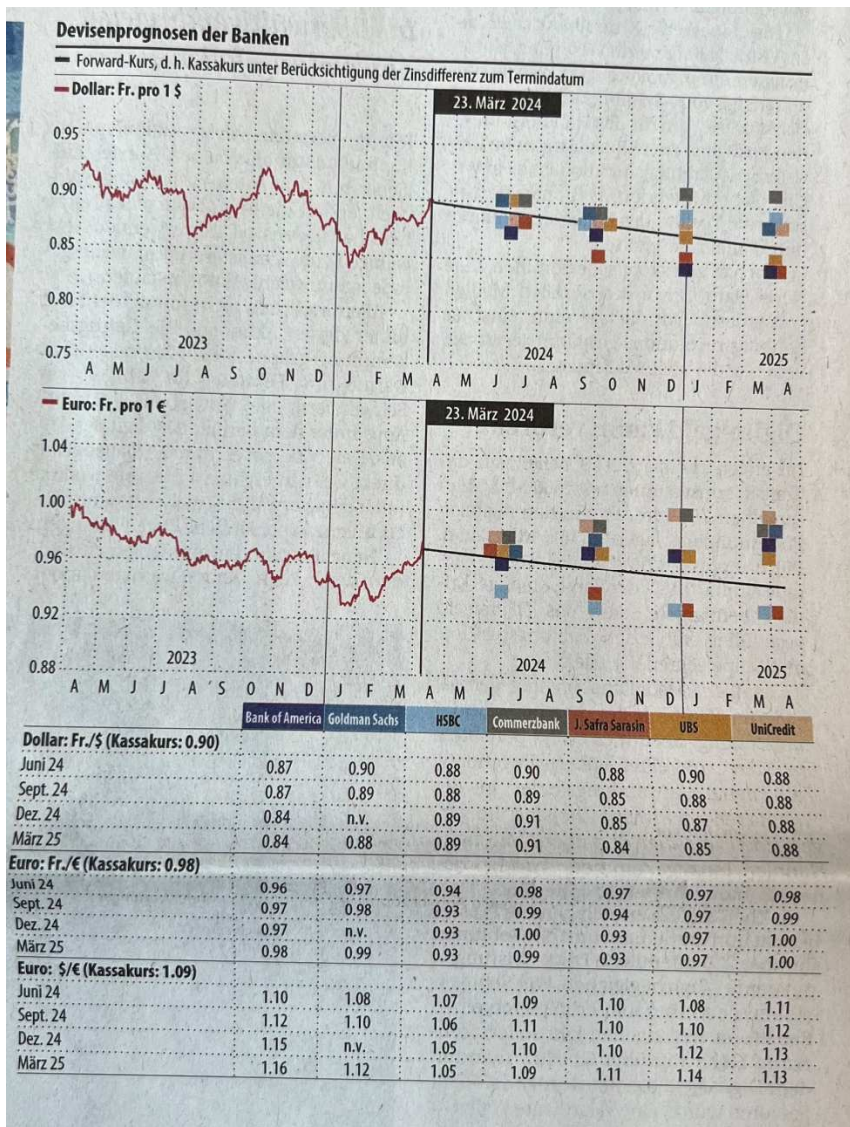 Devisenprognosen der Banken
Forward-Kurs, d. h. Kassakurs unter Berücksichtigung der Zinsdifferenz zum Termindatum
Dollar: Fr. pro 1 $
23. März 2024
0.95
0.90
0.85
0.80
0.75
2023 2024 2025
A M J J A S O N D J F M A M J J A S O N D J F M A
Euro: Fr. pro 1 €
23. März 2024
1.04
1.00
0.96
0.92
0.88
2023 2024 2025
A M J J A S O N D J F M A M J J A S O N D J F M A
Bank of America Goldman Sachs HSBC Commerzbank J. Safra Sarasin UBS UniCredit
Dollar: Fr./$ (Kassakurs: 0.90)
Juni 24 0.87 0.90 0.88 0.90 0.88 0.90 0.88
Sept. 24 0.87 0.89 0.88 0.89 0.85 0.88 0.88
Dez. 24 0.84 n.v. 0.89 0.91 0.85 0.87 0.88
März 25 0.84 0.88 0.89 0.91 0.84 0.85 0.88
Euro: Fr./€ (Kassakurs: 0.98)
Juni 24 0.96 0.97 0.94 0.98 0.97 0.97 0.98
Sept. 24 0.97 0.98 0.93 0.99 0.94 0.97 0.99
Dez. 24 0.97 n.v. 0.93 1.00 0.93 0.97 1.00
März 25 0.98 0.99 0.93 0.99 0.93 0.97 1.00
Euro: $/€ (Kassakurs: 1.09)
Juni 24 1.10 1.08 1.07 1.09 1.10 1.08 1.11
Sept. 24 1.12 1.10 1.06 1.11 1.10 1.10 1.12
Dez. 24 1.15 n.v. 1.05 1.10 1.10 1.12 1.13
März 25 1.16 1.12 1.05 1.09 1.11 1.14 1.13